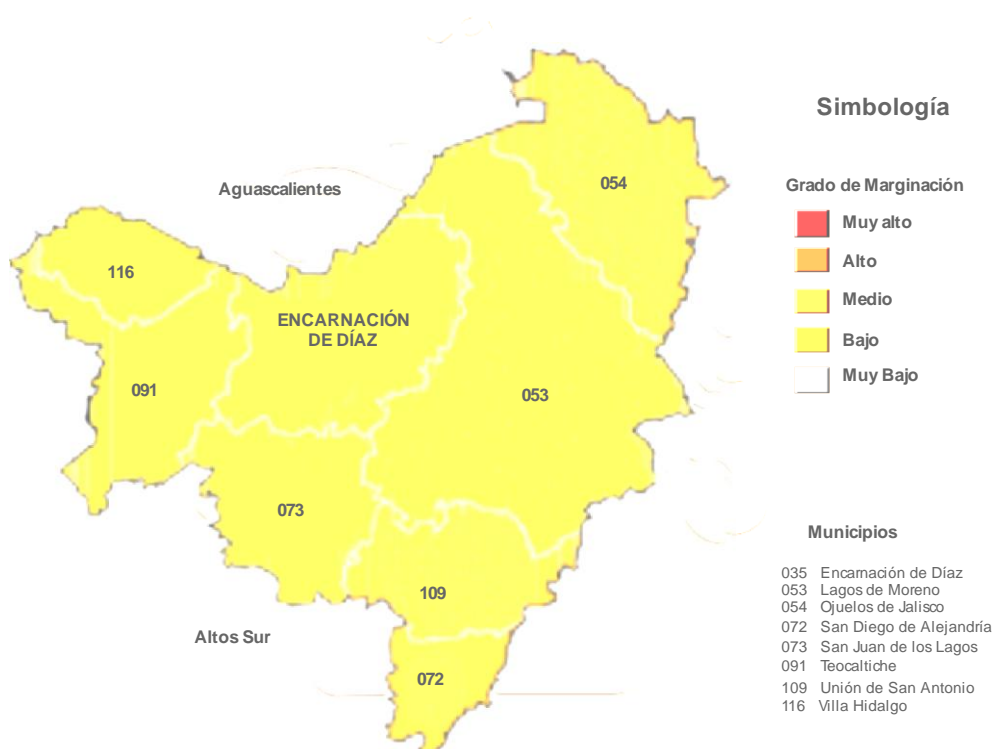 Simbología
Grado de Marginación
Muy alto
Alto
Medio
Bajo
Muy Bajo
Aguascalientes
054
116
ENCARNACIÓN
DE DÍAZ
091
053
073
109
Altos Sur
072
Municipios
035 Encarnación de Díaz
053 Lagos de Moreno
054 Ojuelos de Jalisco
072 San Diego de Alejandría
073 San Juan de los Lagos
091 Teocaltiche
109 Unión de San Antonio
116 Villa Hidalgo